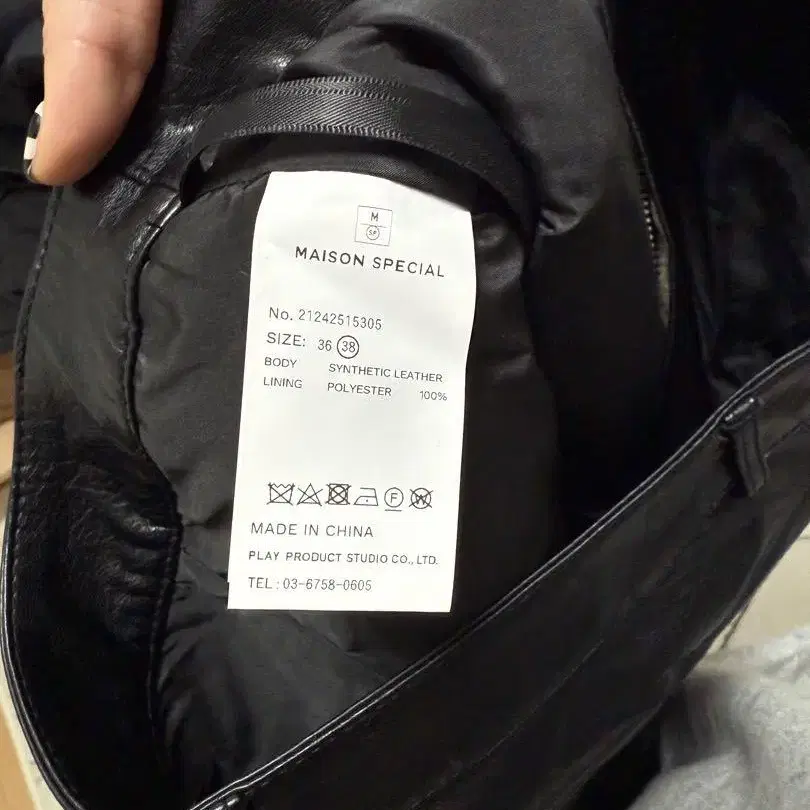 M
SP
MAISON SPECIAL
No. 21242515305
SIZE: 36 38
BODY SYNTHETIC LEATHER
LINING POLYESTER 100%
F
W
MADE IN CHINA
PLAY PRODUCT STUDIO CO., LTD.
TEL : 03-6758-0605